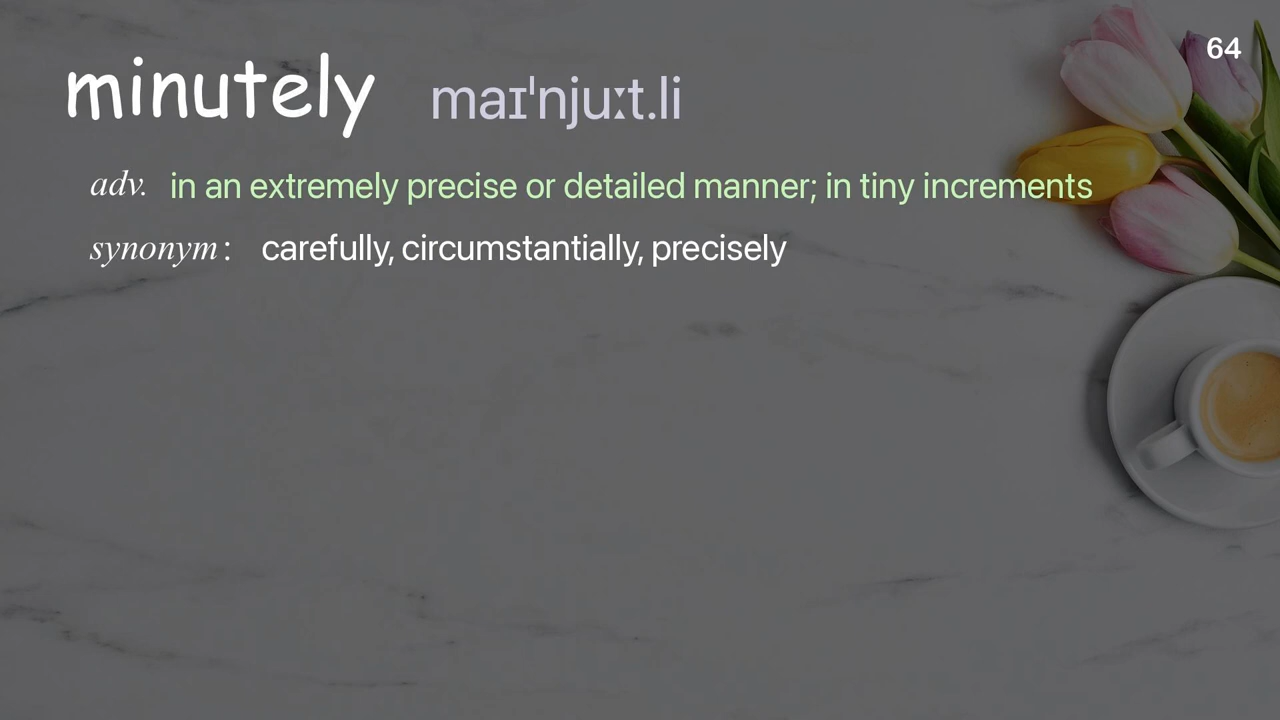 64
minutely maɪˈnjuːt.li
adv. in an extremely precise or detailed manner; in tiny increments
synonym : carefully, circumstantially, precisely